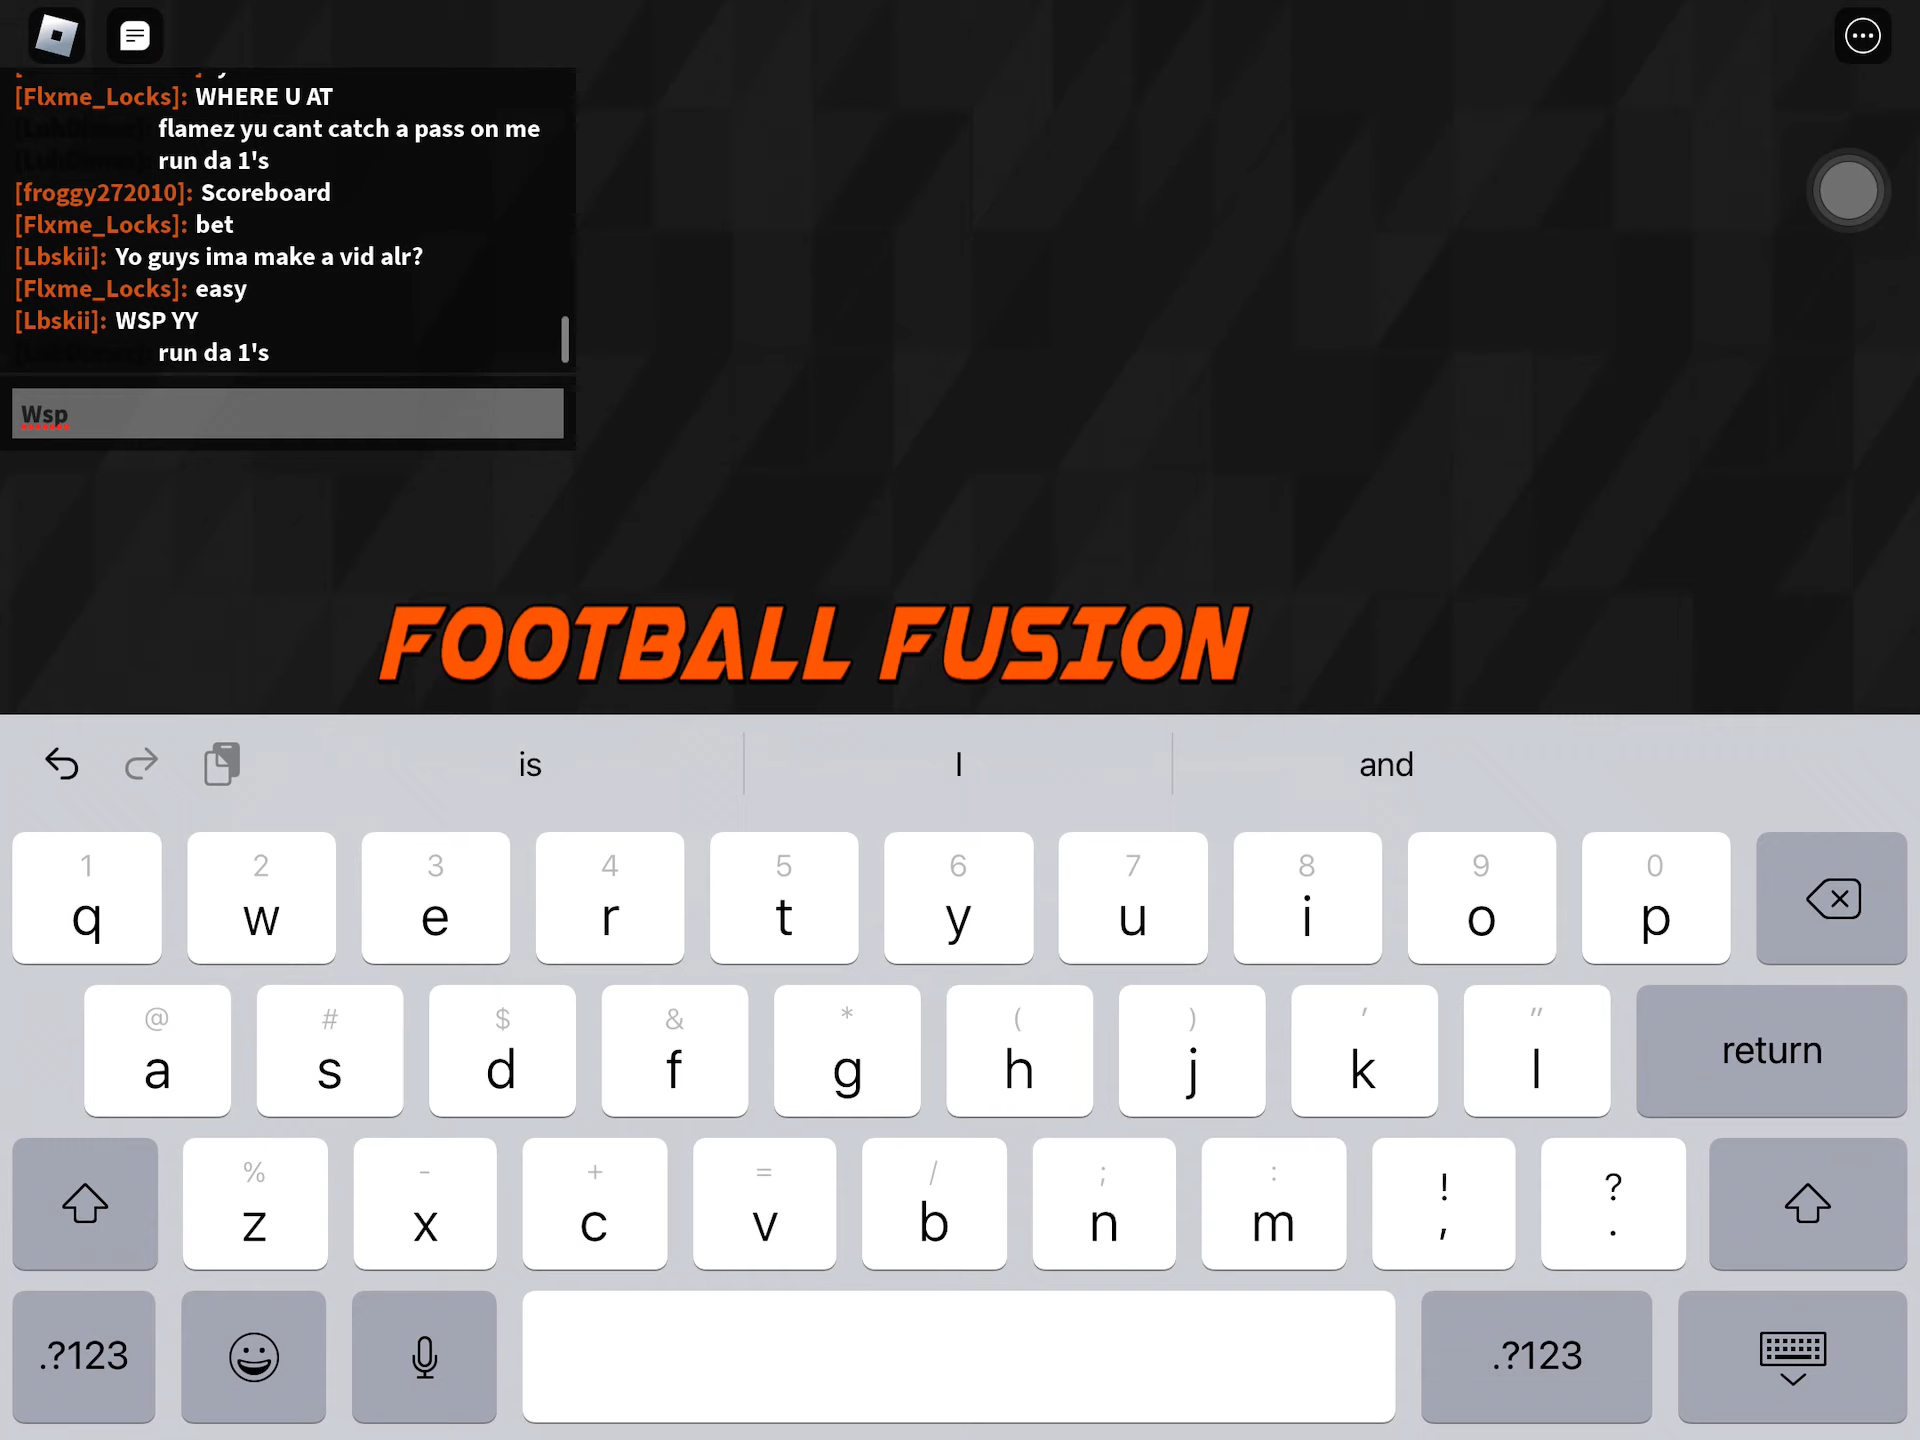 [Flxme_Locks]: WHERE U AT
flamez yu cant catch a pass on me
run da 1's
[froggy272010]: Scoreboard
[Flxme_Locks]: bet
[Lbskii]: Yo guys ima make a vid alr?
[Flxme_Locks]: easy
[Lbskii]: WSP YY
run da 1's
Wsp
FOOTBALL FUSION
is I and
1 2 3 4 5 6 7 8 9 0
q w e r t y u i o p
@ # $ & * ( ) ' "
a s d f g h j k l return
% - + = / ; : ! ?
z x c v b n m , .
.?123 .?123